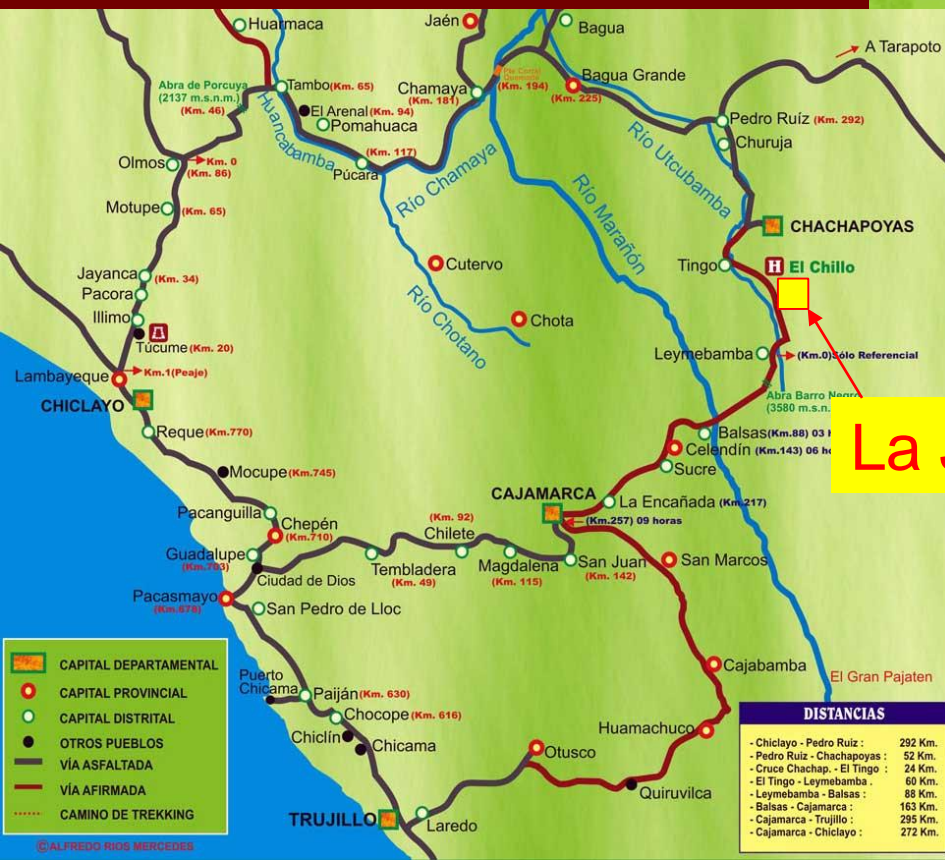 Huarmaca
Jaén
Bagua
A Tarapoto
Abra de Porcuya
(2137 m.s.n.m.)
(Km. 46)
Tambo (Km. 65)
El Arenal (Km. 94)
Pomahuaca
Chamaya
(Km. 181)
(Km. 194)
Bagua Grande
(Km. 225)
Pedro Ruíz (Km. 292)
Churuja
Huancabamba
Río Utcubamba
Olmos
Km. 0
(Km. 86)
(Km. 117)
Púcara
Río Chamaya
Río Marañón
Motupe (Km. 65)
CHACHAPOYAS
Cutervo
Tingo
H El Chillo
Jayanca (Km. 34)
Pacora
Illimo
Río Chotano
Chota
Túcume (Km. 20)
Leymebamba
(Km.0) Sólo Referencial
Lambayeque
Km.1(Peaje)
CHICLAYO
Abra Barro Negro
(3580 m.s.n.
Reque (Km.770)
Balsas (Km.88) 03 h
Celendín (Km.143) 06 ho
La
Sucre
Mocupe (Km.745)
CAJAMARCA
La Encañada (Km.217)
Pacanguilla
Chepén
(Km.710)
(Km. 92)
Chilete
(Km.257) 09 horas
Guadalupe
(Km.703)
Ciudad de Dios
Tembladera
(Km. 49)
Magdalena
(Km. 115)
San Juan
(Km. 142)
San Marcos
Pacasmayo
(Km.678)
San Pedro de Lloc
CAPITAL DEPARTAMENTAL
CAPITAL PROVINCIAL
CAPITAL DISTRITAL
OTROS PUEBLOS
VÍA ASFALTADA
VÍA AFIRMADA
CAMINO DE TREKKING
Puerto
Chicama
Paiján (Km. 630)
Chocope (Km. 616)
Chiclín
Chicama
Cajabamba
El Gran Pajaten
Huamachuco
Otusco
Quiruvilca
TRUJILLO
Laredo
DISTANCIAS
- Chiclayo - Pedro Ruiz : 292 Km.
- Pedro Ruiz - Chachapoyas : 52 Km.
- Cruce Chachap. - El Tingo : 24 Km.
- El Tingo - Leymebamba . 60 Km.
- Leymebamba - Balsas : 88 Km.
- Balsas - Cajamarca : 163 Km.
- Cajamarca - Trujillo : 295 Km.
- Cajamarca - Chiclayo : 272 Km.
©ALFREDO RIOS MERCEDES